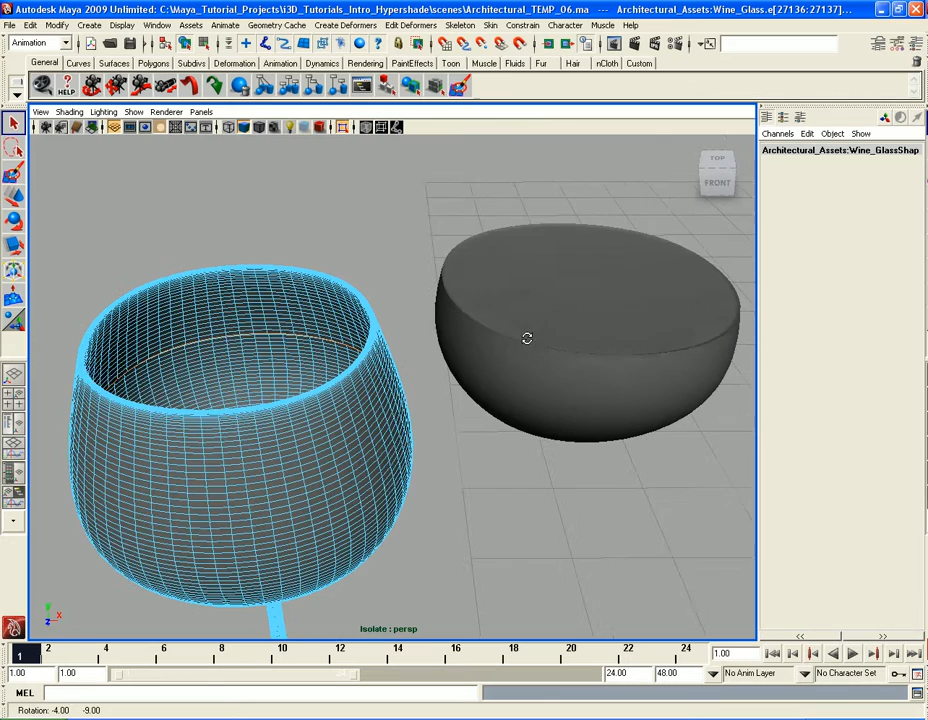 Autodesk Maya 2009 Unlimited: C:\Maya_Tutorial_Projects\i3D_Tutorials_Intro_Hypershade\scenes\Architectural_TEMP_06.ma --- Architectural_Assets:Wine_Glass.e[27136:27137]...
File Edit Modify Create Display Window Assets Animate Geometry Cache Create Deformers Edit Deformers Skeleton Skin Constrain Character Muscle Help
Animation
General Curves Surfaces Polygons Subdivs Deformation Animation Dynamics Rendering PaintEffects Toon Muscle Fluids Fur Hair nCloth Custom
HELP
View Shading Lighting Show Renderer Panels
Channels Edit Object Show
Architectural_Assets:Wine_GlassShap
TOP
FRONT
y
x
z
Isolate : persp
<< >>
1 2 4 6 8 10 12 14 16 18 20 22 24 1.00
1.00 1.00 24.00 48.00 No Anim Layer No Character Set
MEL
Rotation: -4.00 -9.00